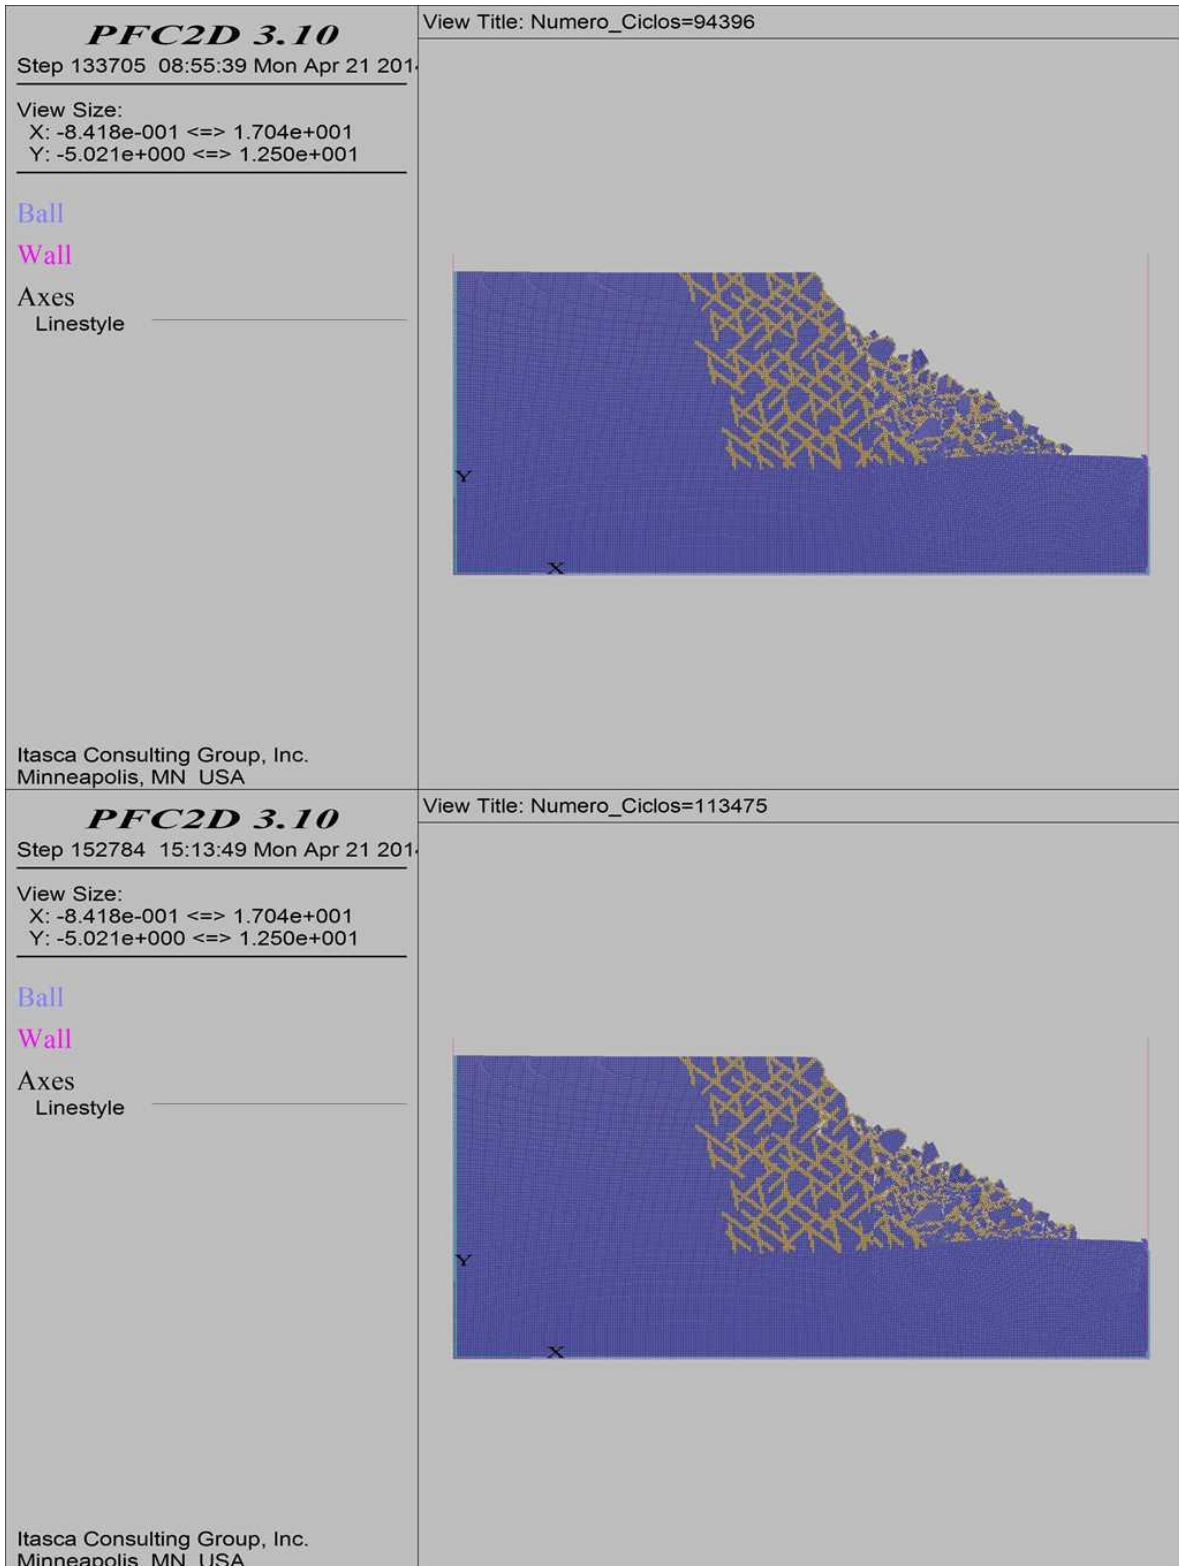 PFC2D 3.10
Step 133705 08:55:39 Mon Apr 21 201
View Size:
X: -8.418e-001 <=> 1.704e+001
Y: -5.021e+000 <=> 1.250e+001
Ball
Wall
Axes
Linestyle
Itasca Consulting Group, Inc.
Minneapolis, MN USA
View Title: Numero_Ciclos=94396
Y
X
PFC2D 3.10
Step 152784 15:13:49 Mon Apr 21 201
View Size:
X: -8.418e-001 <=> 1.704e+001
Y: -5.021e+000 <=> 1.250e+001
Ball
Wall
Axes
Linestyle
Itasca Consulting Group, Inc.
Minneapolis, MN USA
View Title: Numero_Ciclos=113475
Y
X